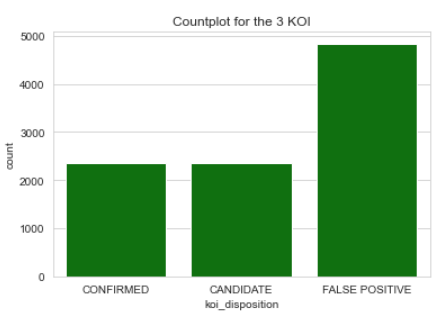 Countplot for the 3 KOI
5000
4000
3000
2000
1000
0
count
CONFIRMED CANDIDATE FALSE POSITIVE
koi_disposition